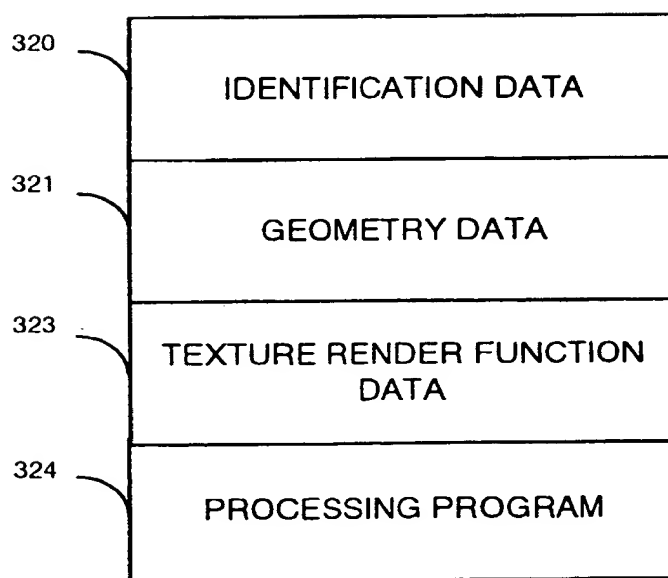 320
IDENTIFICATION DATA
321
GEOMETRY DATA
323
TEXTURE RENDER FUNCTION
DATA
324
PROCESSING PROGRAM